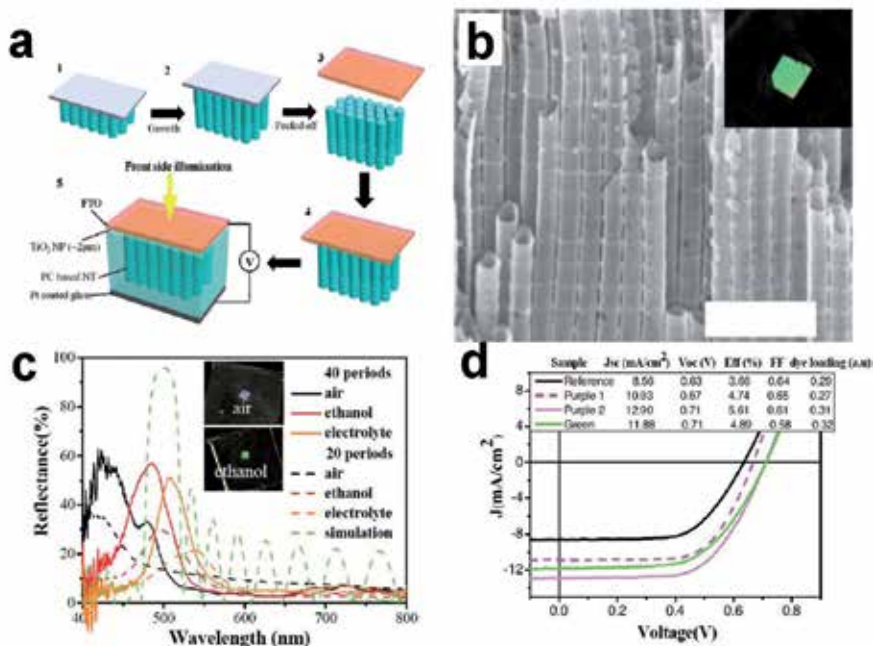 a
1
2
3
Growth
Peeled off
Front side illumination
5
FTO
TiO₂ NP (~2μm)
PC based NT
Pt coated glass
V
4
b
c
100
80
60
40
20
0
Reflectance(%)
500
600
700
800
Wavelength (nm)
air
ethanol
40 periods
air
ethanol
electrolyte
20 periods
air
ethanol
electrolyte
simulation
d
Sample Jsc (mA/cm²) Voc (V) Eff (%) FF dye loading (a.u)
Reference 8.56 0.63 3.66 0.64 0.29
Purple 1 10.93 0.67 4.74 0.65 0.27
Purple 2 12.90 0.71 5.61 0.61 0.31
Green 11.88 0.71 4.89 0.58 0.32
4
0
-4
-8
-12
J(mA/cm²)
0.0
0.2
0.4
0.6
0.8
Voltage(V)